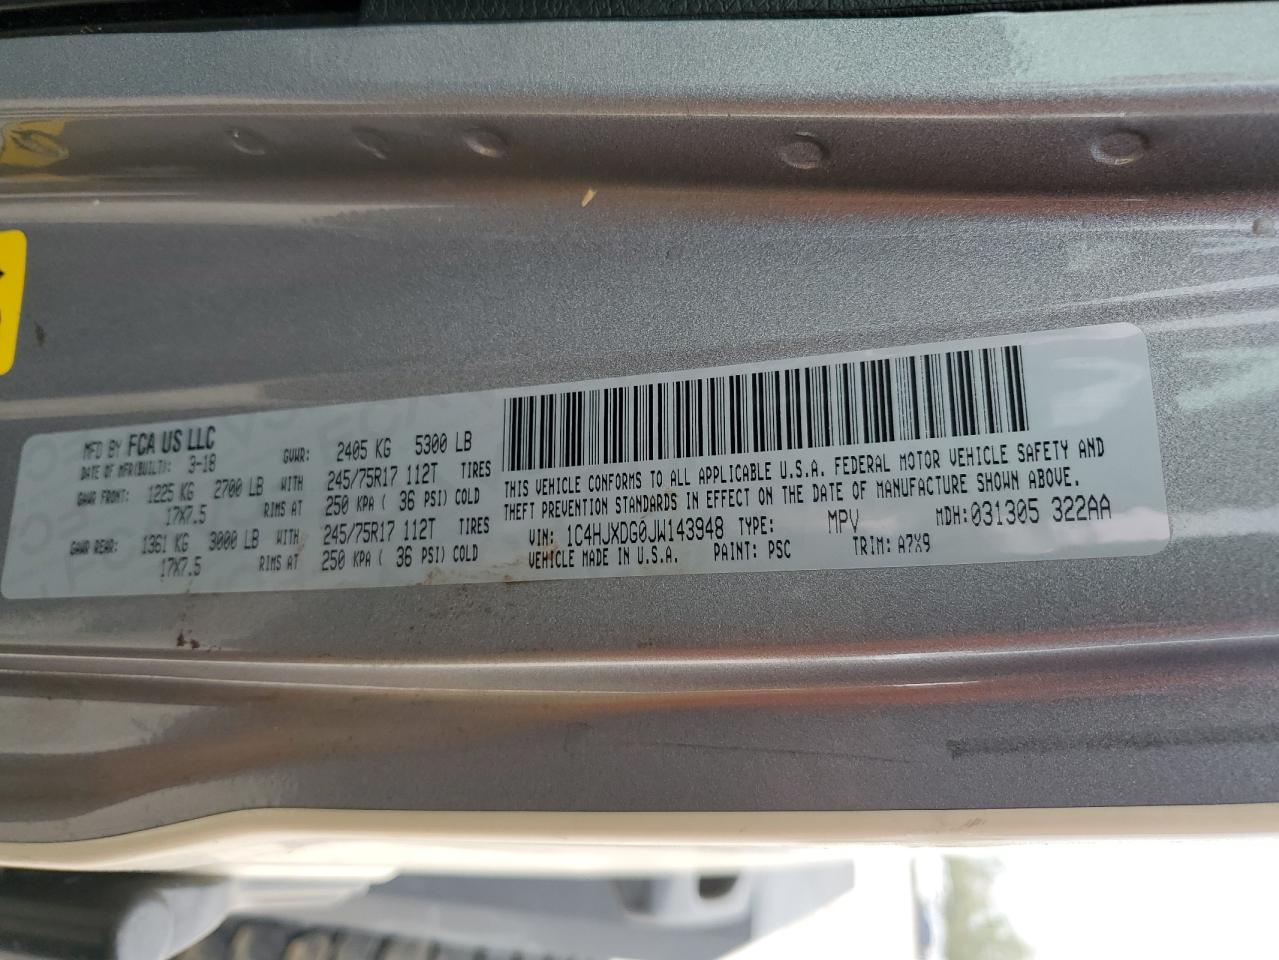 MFD BY FCA US LLC GVWR: 2405 KG 5300 LB
DATE OF MFR(BUILT): 3-18
GAWR FRONT: 1225 KG 2700 LB WITH 245/75R17 112T TIRES
17X7.5 RIMS AT 250 KPA ( 36 PSI) COLD
GAWR REAR: 1361 KG 3000 LB WITH 245/75R17 112T TIRES
17X7.5 RIMS AT 250 KPA ( 36 PSI) COLD
THIS VEHICLE CONFORMS TO ALL APPLICABLE U.S.A. FEDERAL MOTOR VEHICLE SAFETY AND
THEFT PREVENTION STANDARDS IN EFFECT ON THE DATE OF MANUFACTURE SHOWN ABOVE.
VIN: 1C4HJXDG0JW143948 TYPE: MPV MDH:031305 322AA
VEHICLE MADE IN U.S.A. PAINT: PSC TRIM: A7X9